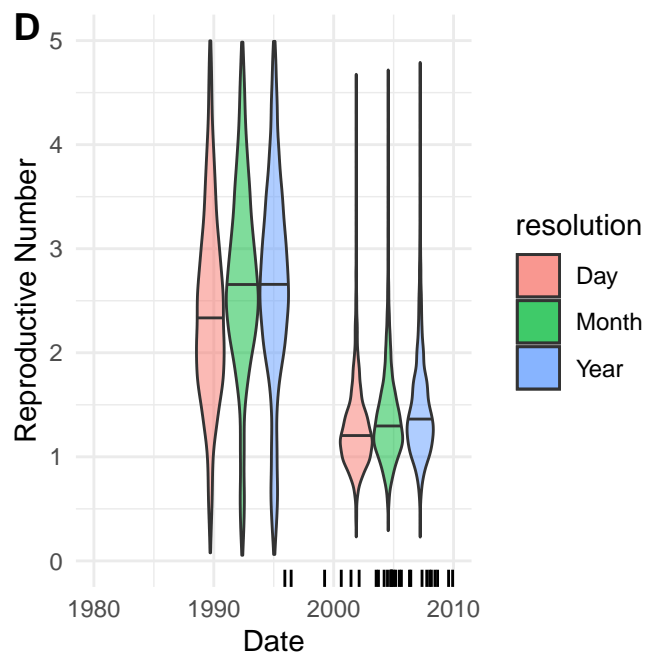 D
5
4
3
2
1
0
Reproductive Number
1980 1990 2000 2010
Date
resolution
Day
Month
Year